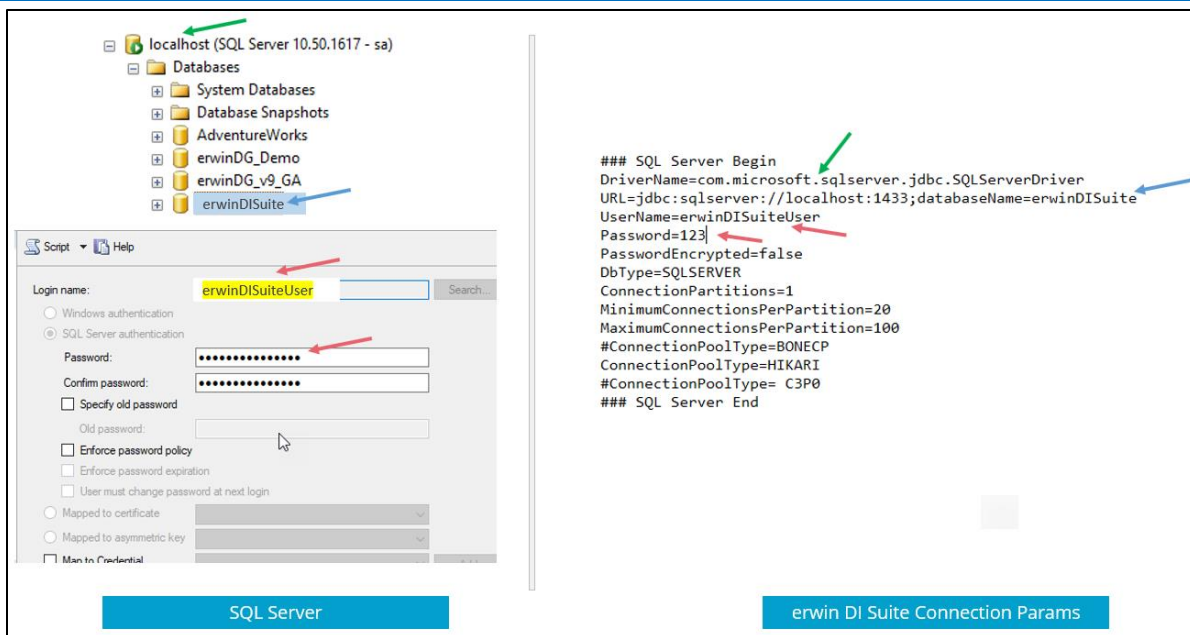 localhost (SQL Server 10.50.1617 - sa)
Databases
System Databases
Database Snapshots
AdventureWorks
erwinDG_Demo
erwinDG_v9_GA
erwinDISuite
Script Help
Login name: erwinDISuiteUser Search...
Windows authentication
SQL Server authentication
Password: •••••••••••••••
Confirm password: •••••••••••••••
Specify old password
Old password:
Enforce password policy
Enforce password expiration
User must change password at next login
Mapped to certificate
Mapped to asymmetric key
Map to Credential
SQL Server
### SQL Server Begin
DriverName=com.microsoft.sqlserver.jdbc.SQLServerDriver
URL=jdbc:sqlserver://localhost:1433;databaseName=erwinDISuite
UserName=erwinDISuiteUser
Password=123
PasswordEncrypted=false
DbType=SQLSERVER
ConnectionPartitions=1
MinimumConnectionsPerPartition=20
MaximumConnectionsPerPartition=100
#ConnectionPoolType=BONECP
ConnectionPoolType=HIKARI
#ConnectionPoolType= C3P0
### SQL Server End
erwin DI Suite Connection Params